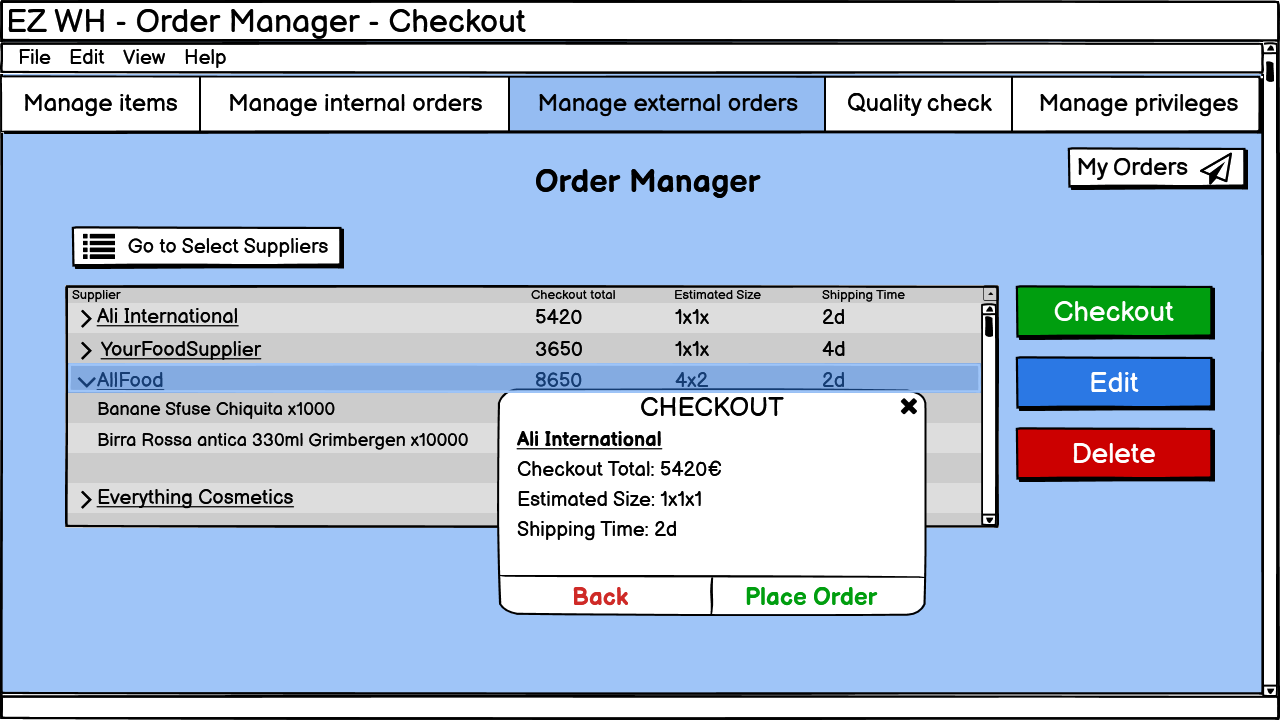 EZ WH - Order Manager - Checkout
File Edit View Help
Manage items Manage internal orders Manage external orders Quality check Manage privileges
My Orders
Order Manager
Go to Select Suppliers
Supplier Checkout total Estimated Size Shipping Time
Ali International 5420 1x1x 2d
YourFoodSupplier 3650 1x1x 4d
AllFood 8650 4x2 2d
Banane Sfuse Chiquita x1000
Birra Rossa antica 330ml Grimbergen x10000
Everything Cosmetics
Checkout
Edit
Delete
CHECKOUT
Ali International
Checkout Total: 5420€
Estimated Size: 1x1x1
Shipping Time: 2d
Back Place Order